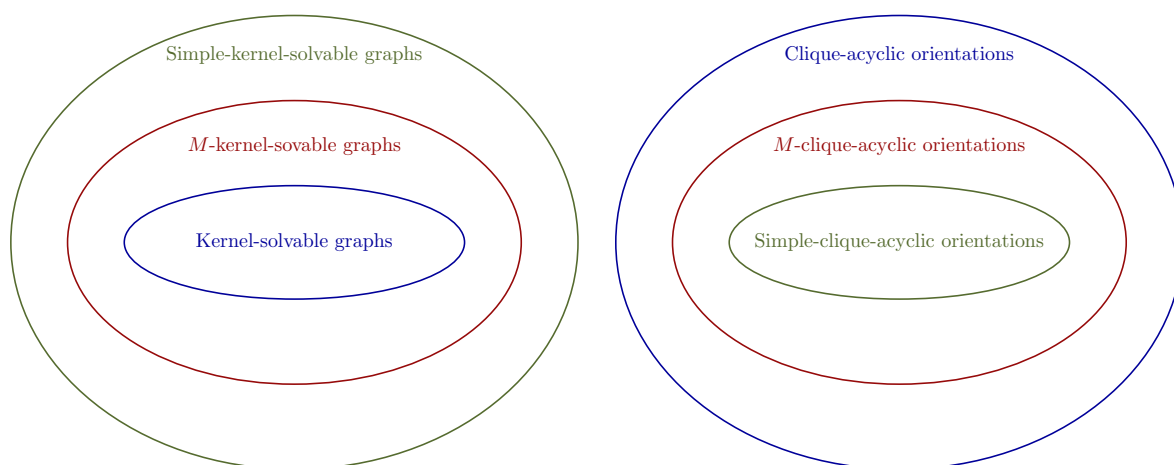 Simple-kernel-solvable graphs
M-kernel-sovable graphs
Kernel-solvable graphs
Clique-acyclic orientations
M-clique-acyclic orientations
Simple-clique-acyclic orientations